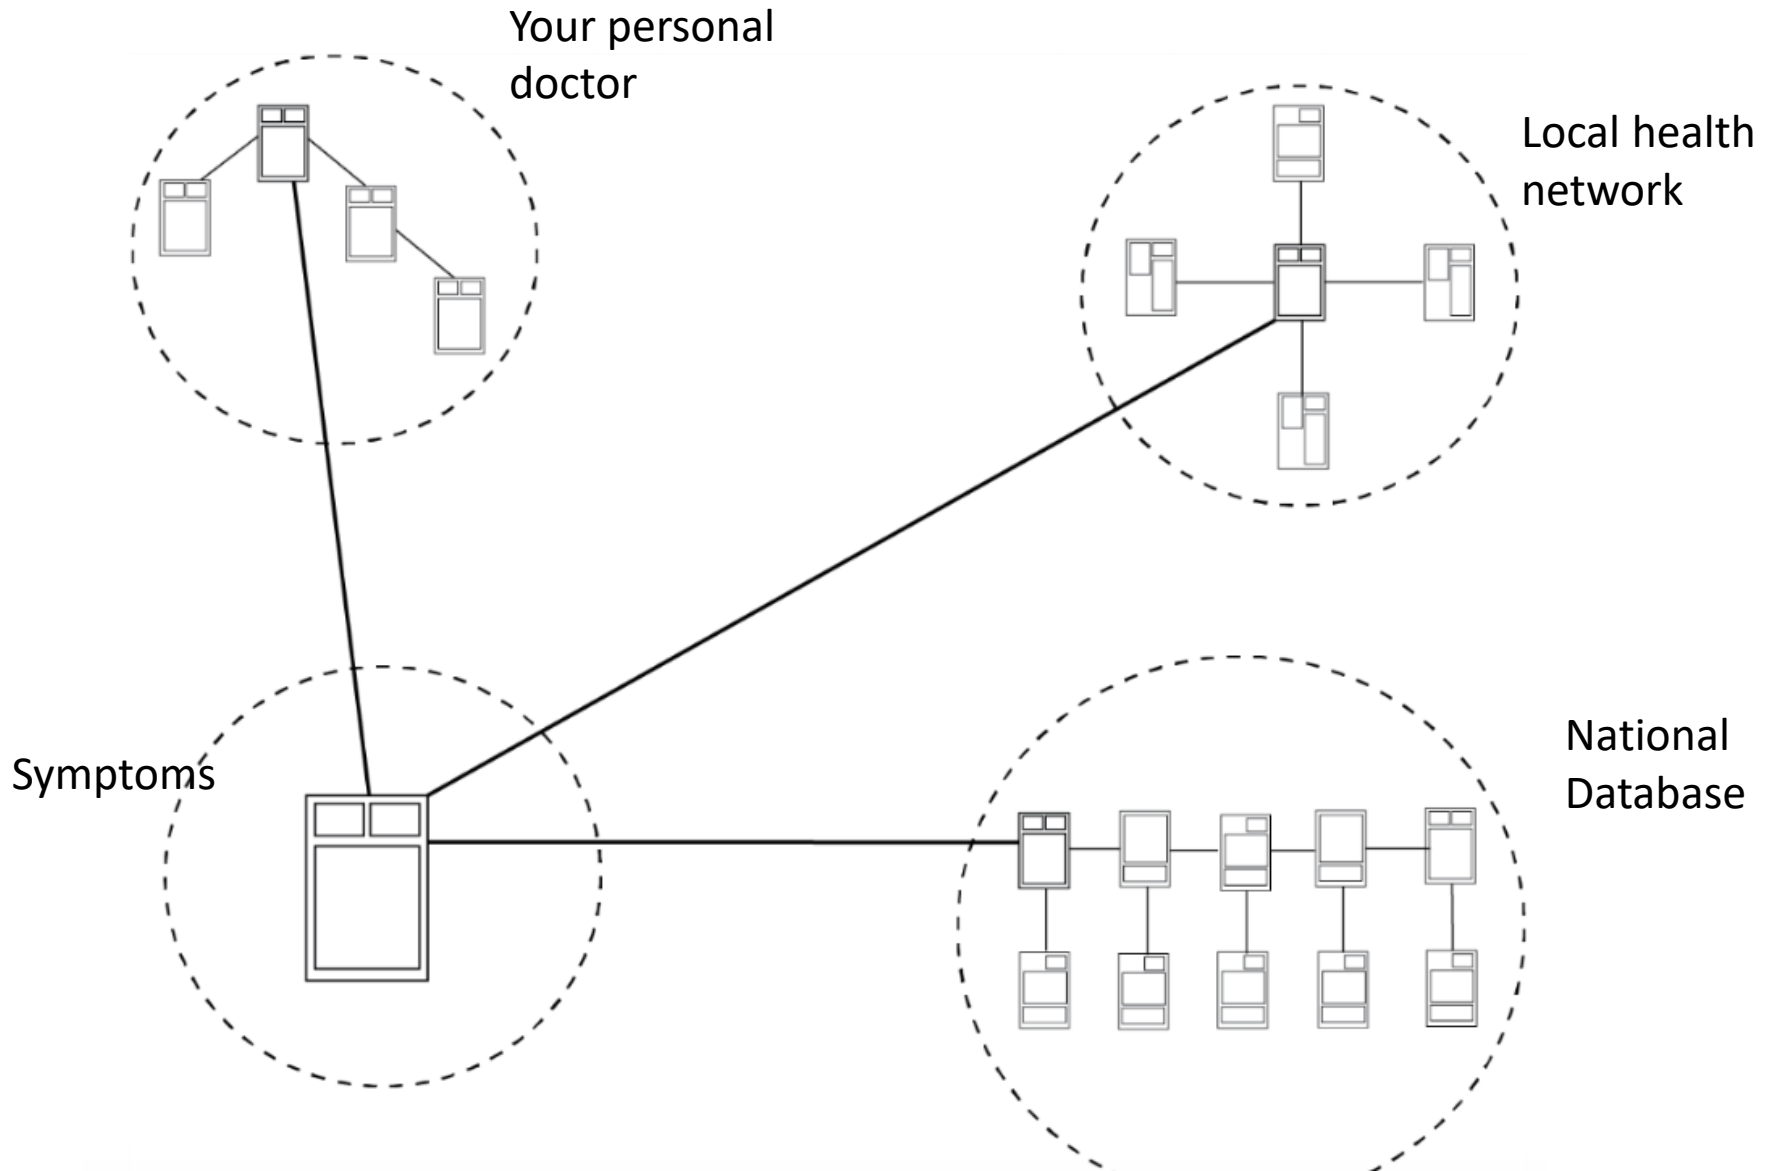 Your personal
doctor
Local health
network
Symptoms
National
Database